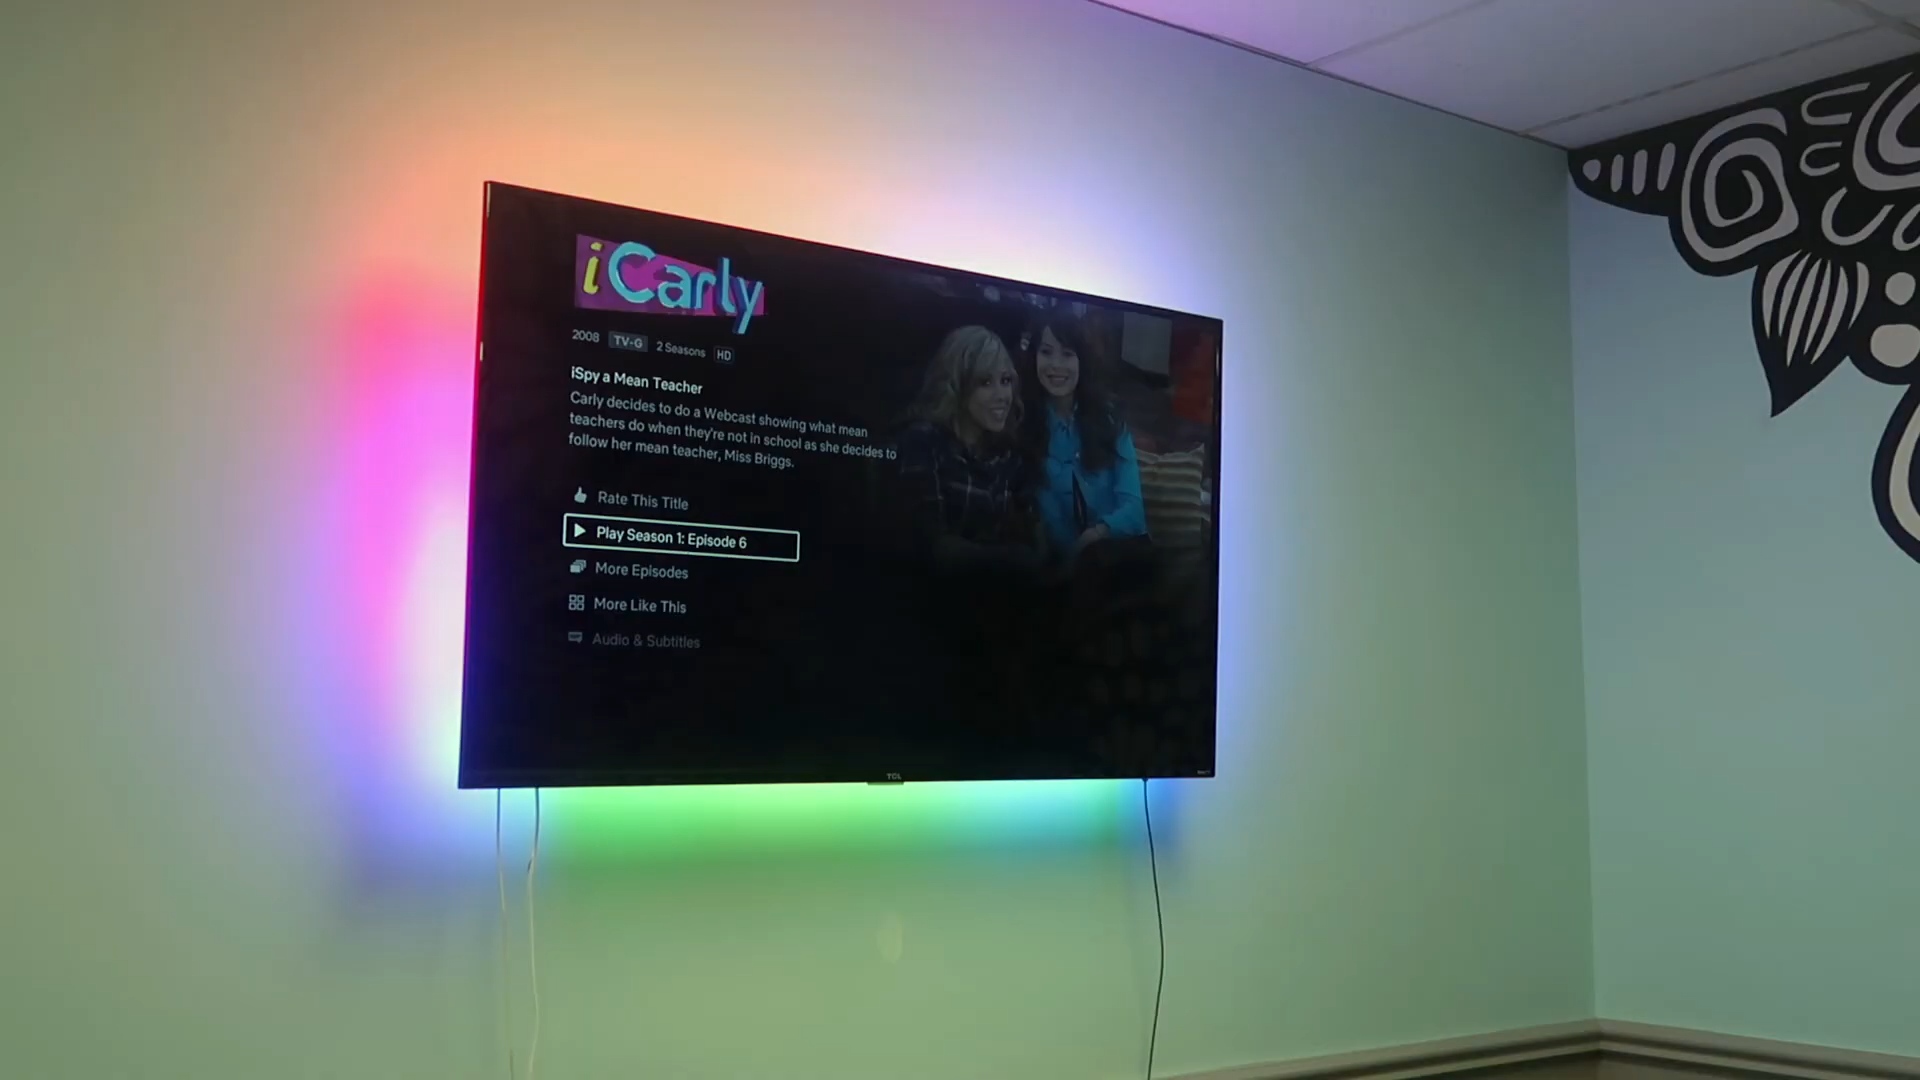 iCarly
2008 TV-G 2 Seasons HD
iSpy a Mean Teacher
Carly decides to do a Webcast showing what mean
teachers do when they're not in school as she decides to
follow her mean teacher, Miss Briggs.
Rate This Title
Play Season 1: Episode 6
More Episodes
More Like This
Audio & Subtitles
TCL